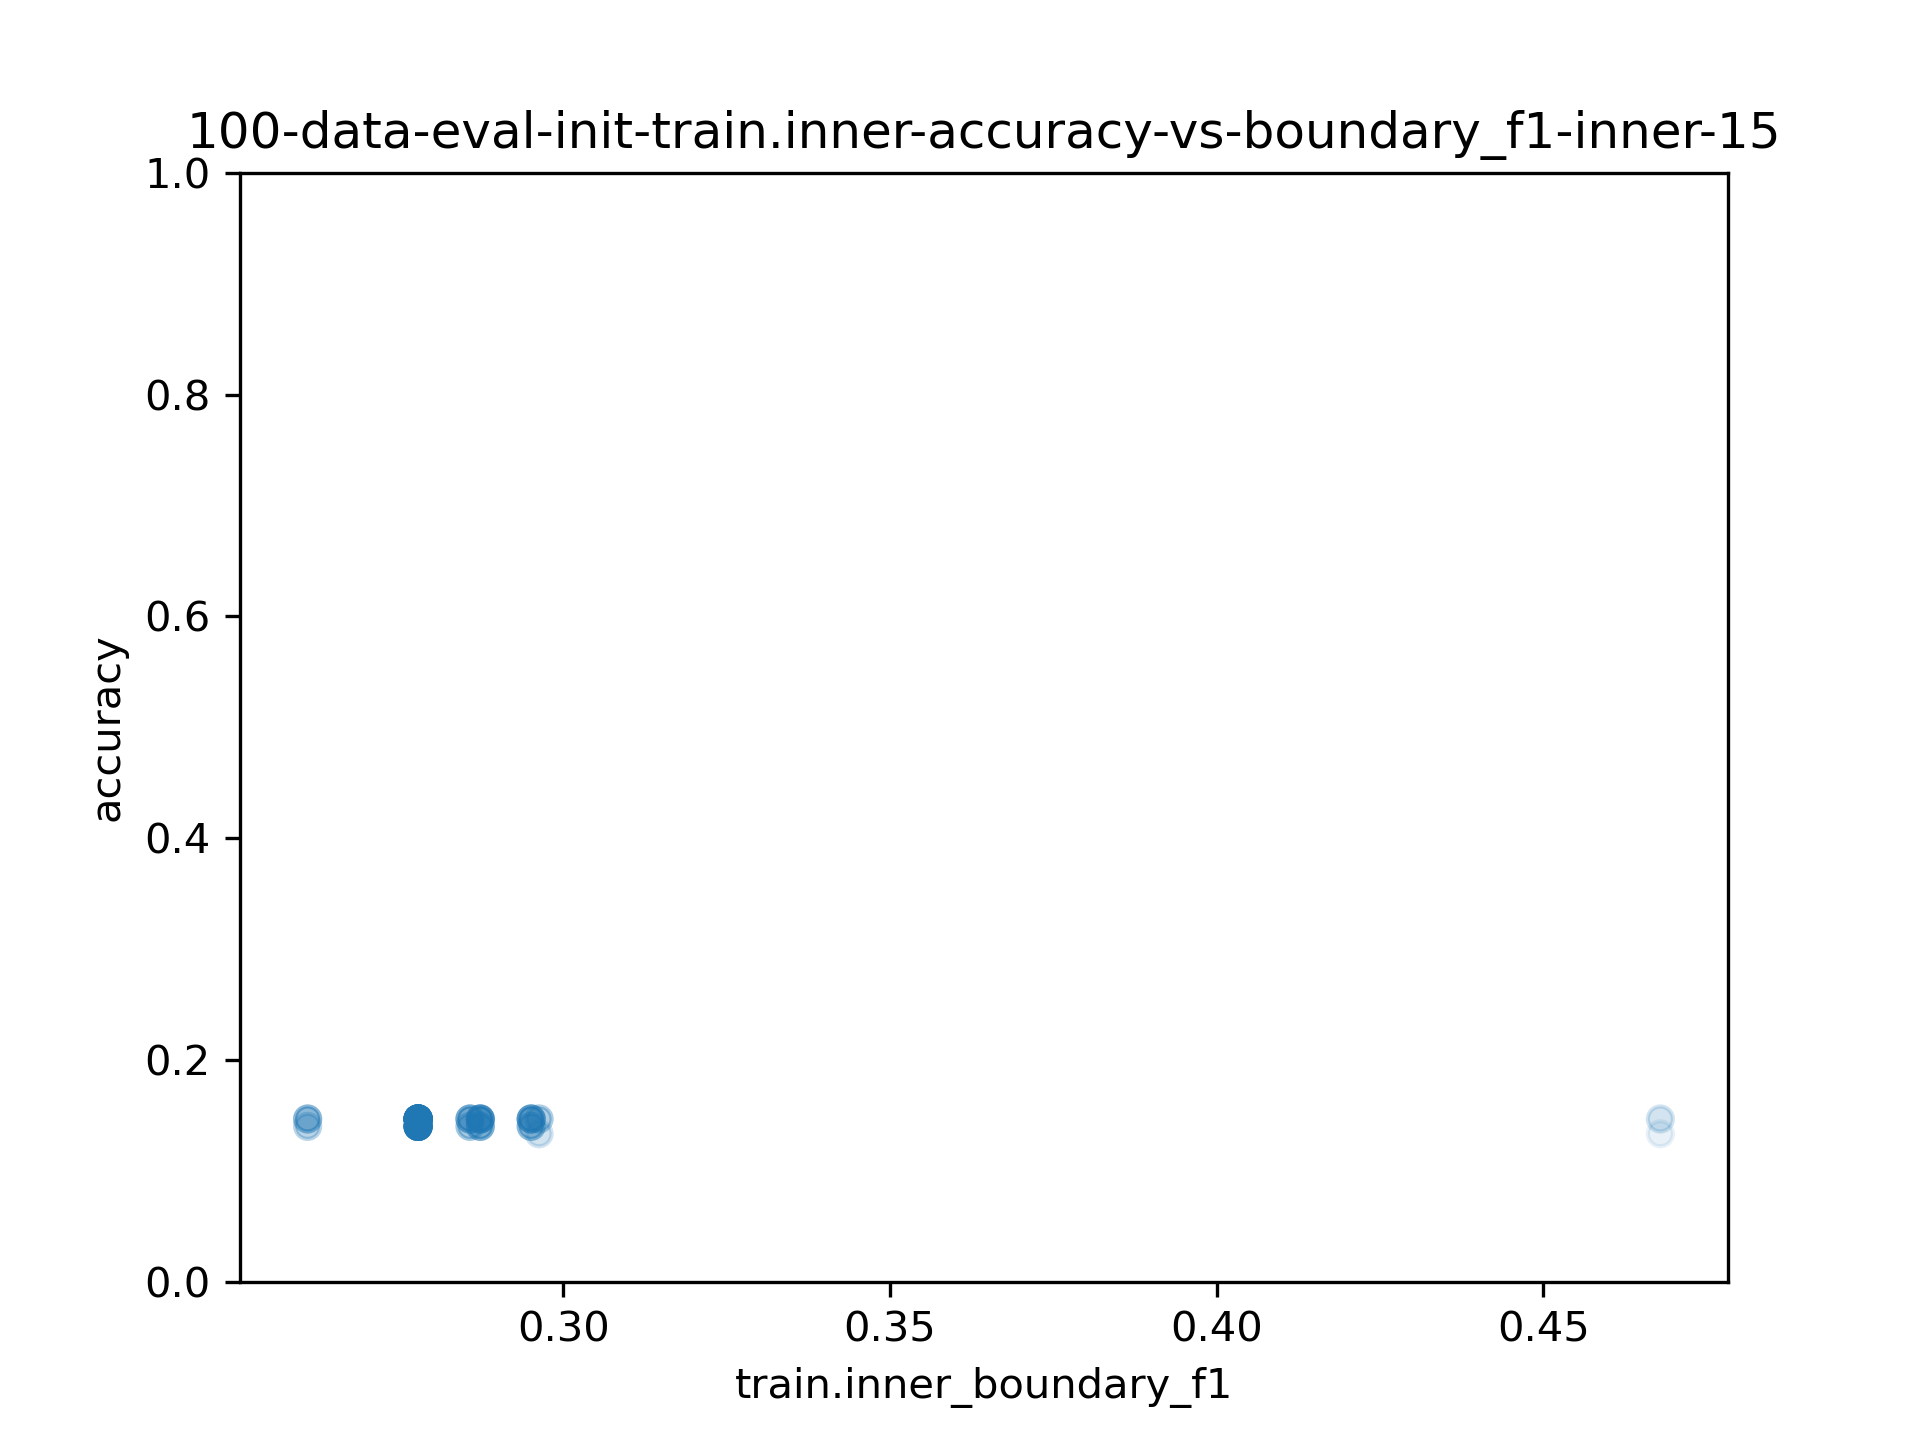 100-data-eval-init-train.inner-accuracy-vs-boundary_f1-inner-15
1.0
0.8
0.6
0.4
0.2
0.0
accuracy
0.30 0.35 0.40 0.45
train.inner_boundary_f1